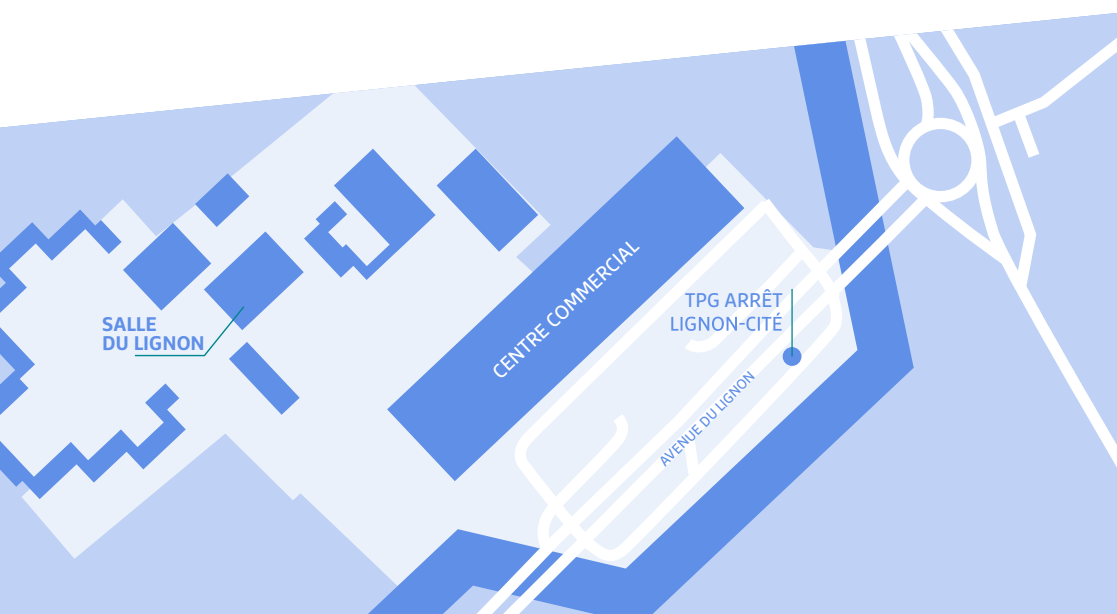 CENTRE COMMERCIAL
TPG ARRÊT
LIGNON-CITÉ
SALLE
DU LIGNON
AVENUE DU LIGNON